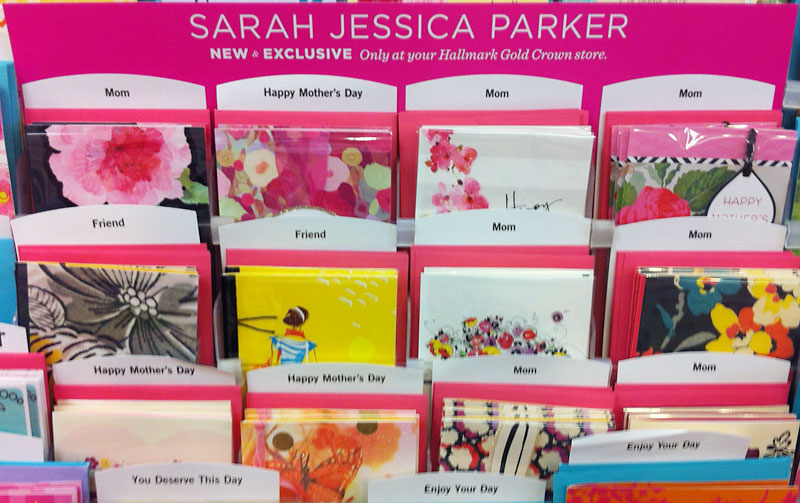 SARAH JESSICA PARKER
NEW & EXCLUSIVE Only at your Hallmark Gold Crown store.
Mom
Happy Mother's Day
Mom
Mom
HAPPY
MOTHER'S
Friend
Friend
Mom
Mom
Happy Mother's Day
Happy Mother's Day
Mom
Mom
You Deserve This Day
Enjoy Your Day
Enjoy Your Day